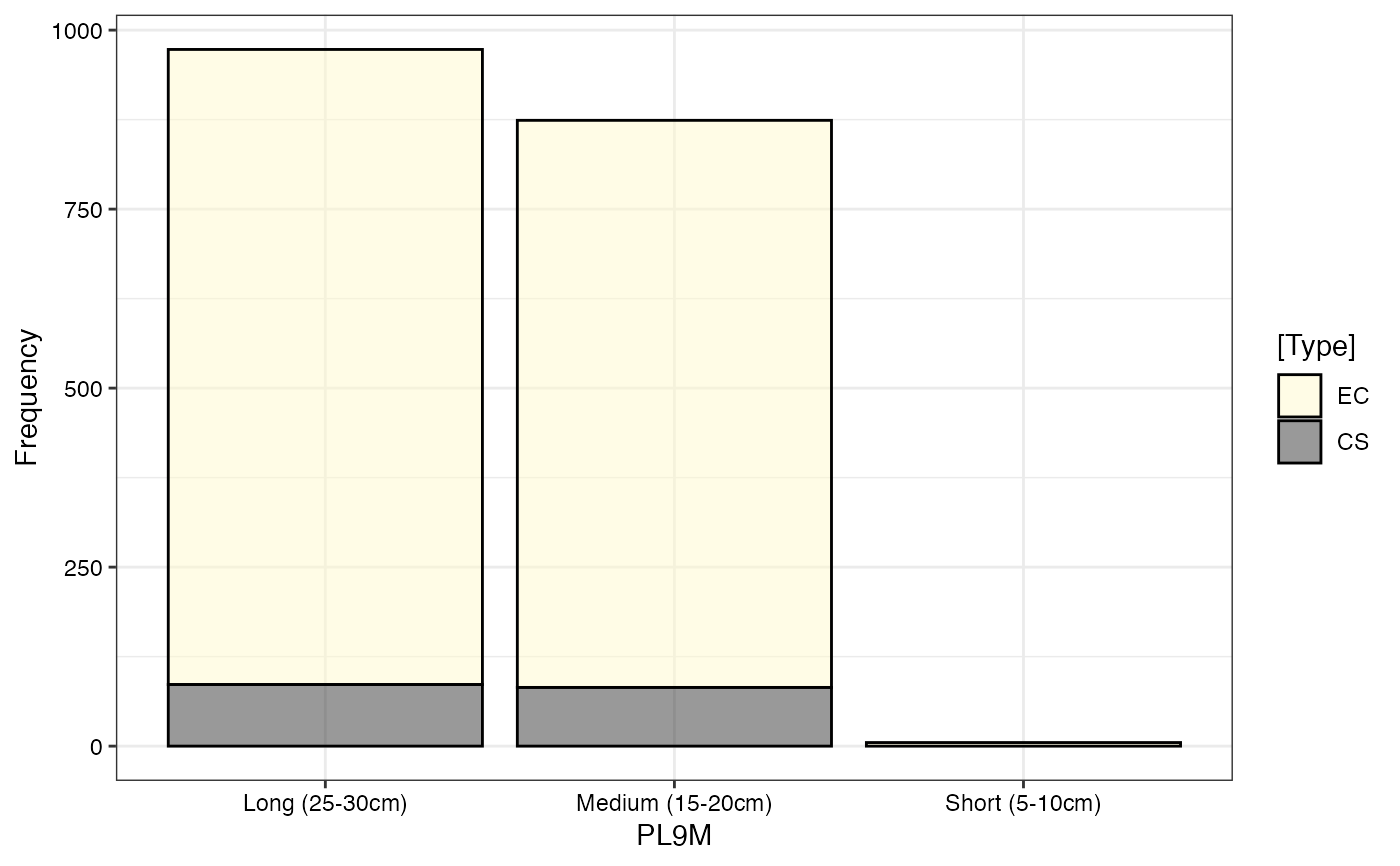 1000
750
500
250
0
Frequency
Long (25-30cm)
Medium (15-20cm)
Short (5-10cm)
PL9M
[Type]
EC
CS